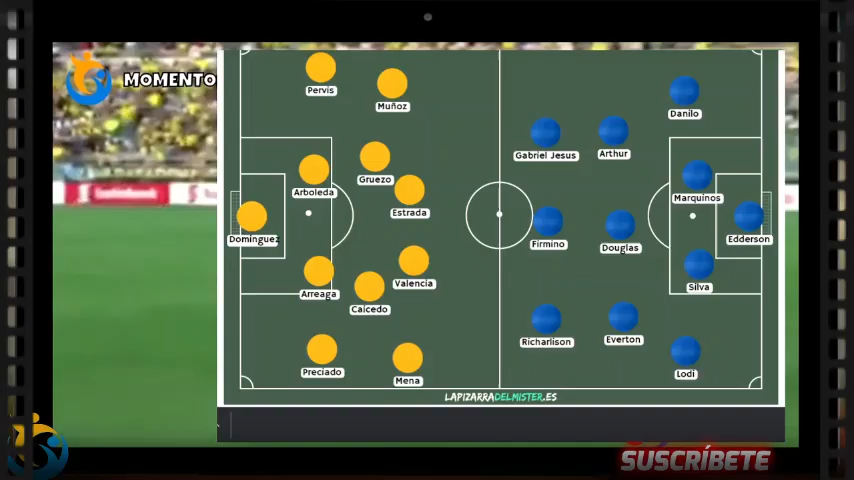 MOMENTO
Pervis
Muñoz
Arboleda
Gruezo
Estrada
Dominguez
Arreaga
Caicedo
Valencia
Preciado
Mena
Gabriel Jesus
Arthur
Danilo
Marquinos
Firmino
Douglas
Edderson
Silva
Richarlison
Everton
Lodi
LAPIZARRADELMISTER.ES
SUSCRÍBETE